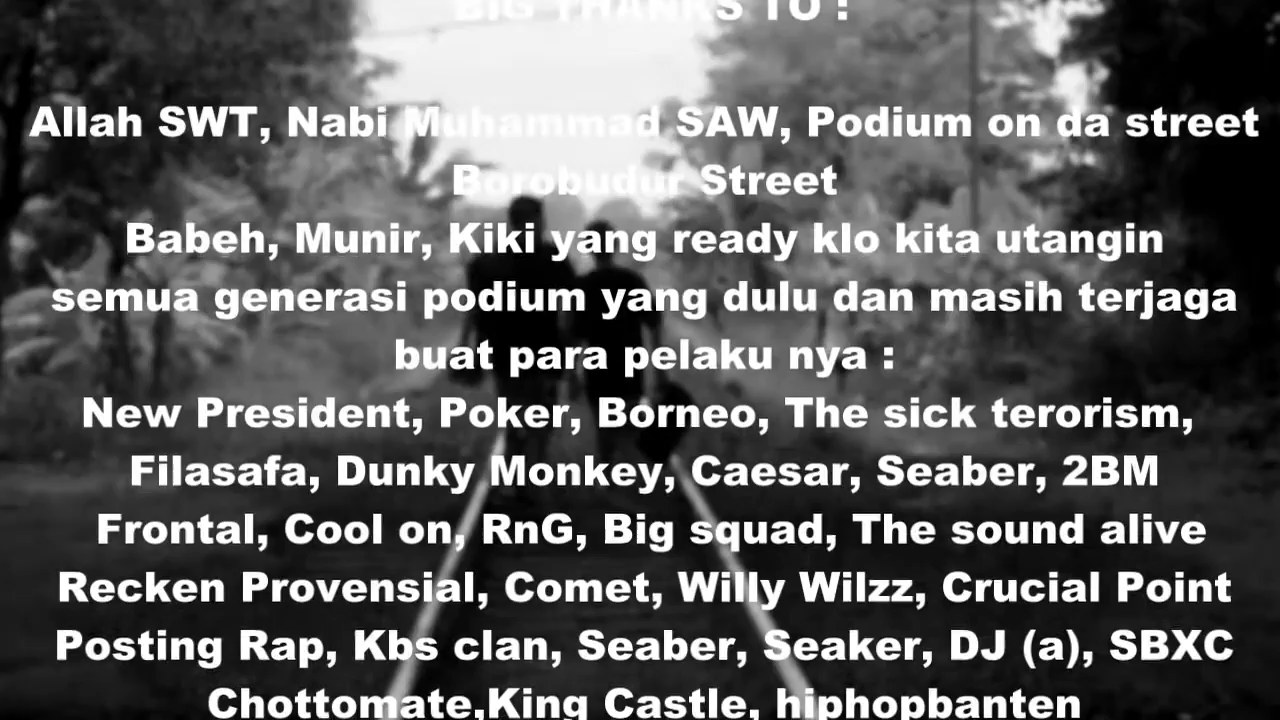 BIG THANKS TO :
Allah SWT, Nabi Muhammad SAW, Podium on da street
Borobudur Street
Babeh, Munir, Kiki yang ready klo kita utangin
semua generasi podium yang dulu dan masih terjaga
buat para pelaku nya :
New President, Poker, Borneo, The sick terorism,
Filasafa, Dunky Monkey, Caesar, Seaber, 2BM
Frontal, Cool on, RnG, Big squad, The sound alive
Recken Provensial, Comet, Willy Wilzz, Crucial Point
Posting Rap, Kbs clan, Seaber, Seaker, DJ (a), SBXC
Chottomate,King Castle, hiphopbanten